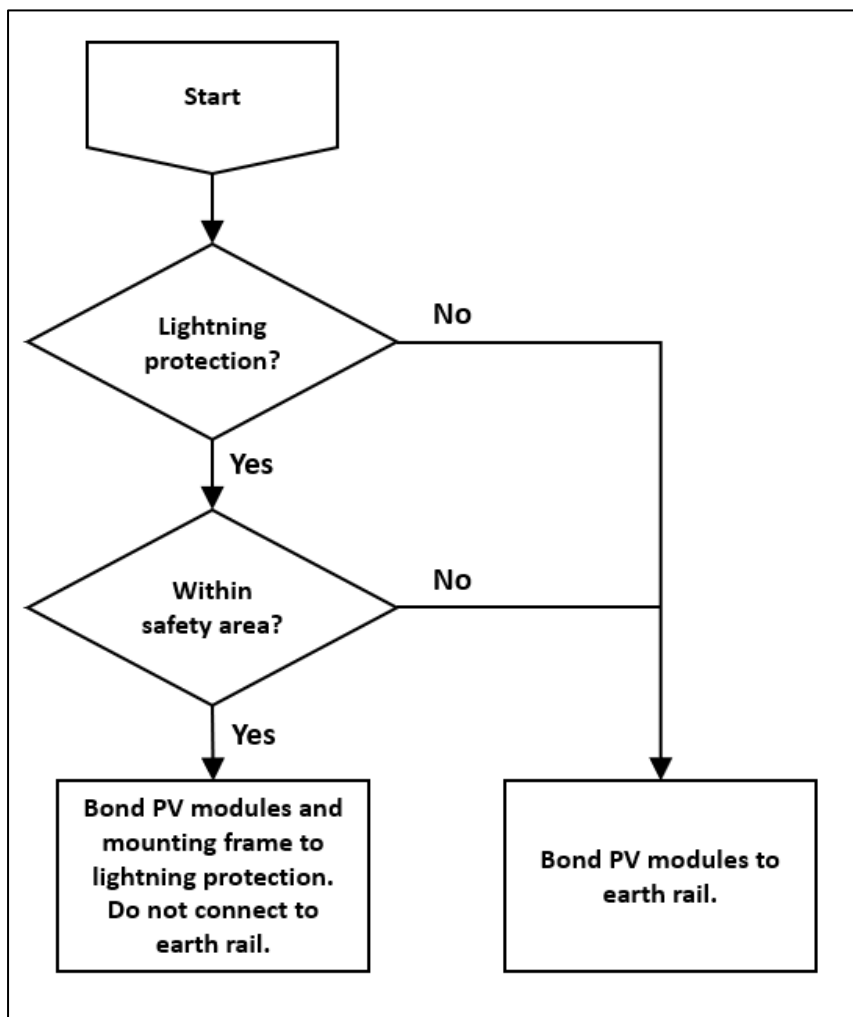 Start
Lightning
protection?
No
Yes
Within
safety area?
No
Yes
Bond PV modules and
mounting frame to
lightning protection.
Do not connect to
earth rail.
Bond PV modules to
earth rail.